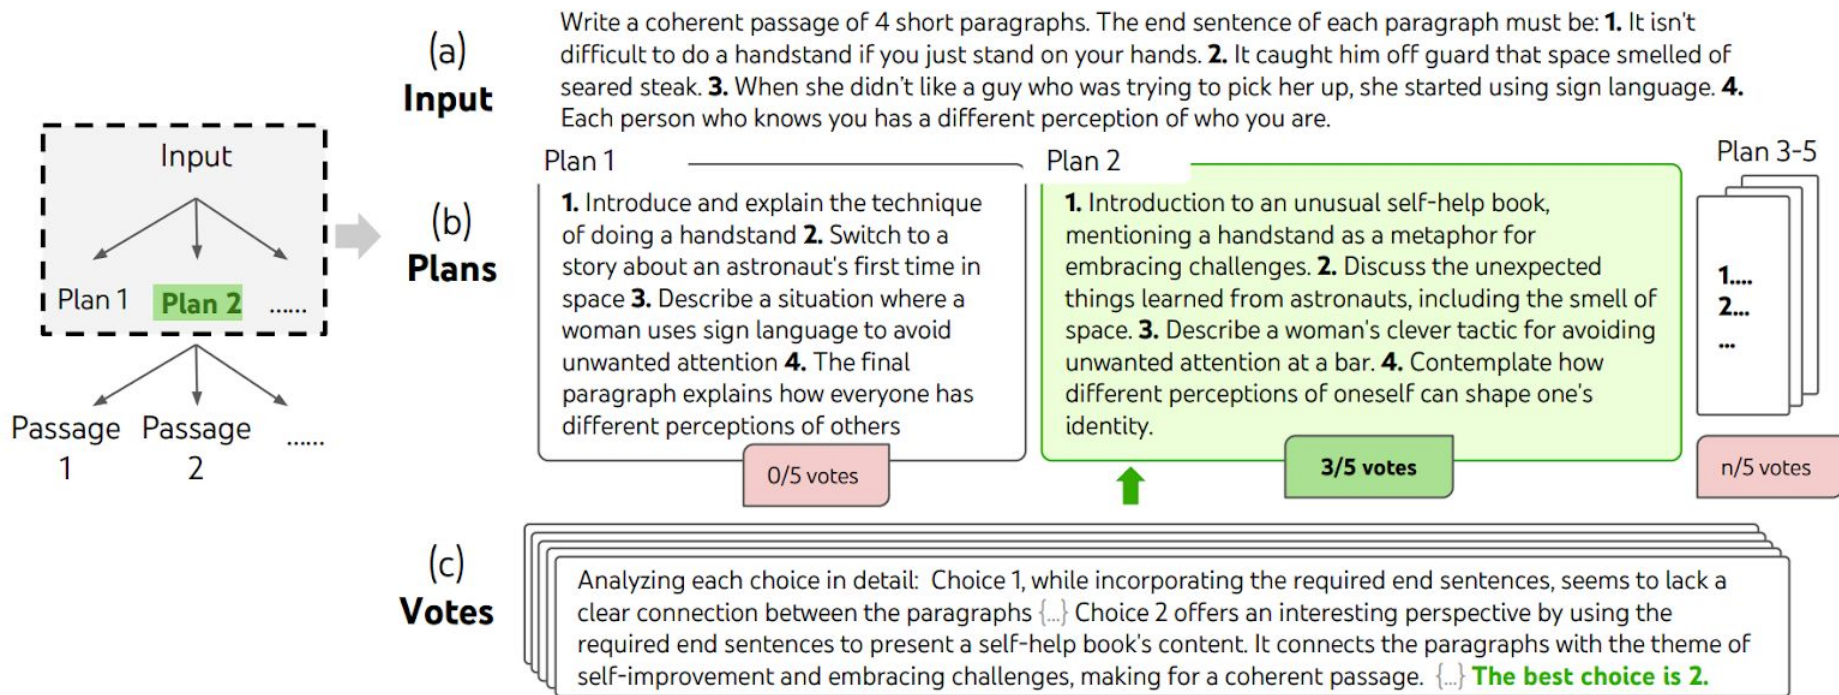 (a)
Input
Write a coherent passage of 4 short paragraphs. The end sentence of each paragraph must be: 1. It isn't
difficult to do a handstand if you just stand on your hands. 2. It caught him off guard that space smelled of
seared steak. 3. When she didn't like a guy who was trying to pick her up, she started using sign language. 4.
Each person who knows you has a different perception of who you are.
Input
Plan 1
Plan 2
......
Passage
1
Passage
2
......
(b)
Plans
Plan 1
1. Introduce and explain the technique
of doing a handstand 2. Switch to a
story about an astronaut's first time in
space 3. Describe a situation where a
woman uses sign language to avoid
unwanted attention 4. The final
paragraph explains how everyone has
different perceptions of others
0/5 votes
Plan 2
1. Introduction to an unusual self-help book,
mentioning a handstand as a metaphor for
embracing challenges. 2. Discuss the unexpected
things learned from astronauts, including the smell of
space. 3. Describe a woman's clever tactic for avoiding
unwanted attention at a bar. 4. Contemplate how
different perceptions of oneself can shape one's
identity.
3/5 votes
Plan 3-5
1....
2...
...
n/5 votes
(c)
Votes
Analyzing each choice in detail: Choice 1, while incorporating the required end sentences, seems to lack a
clear connection between the paragraphs {...} Choice 2 offers an interesting perspective by using the
required end sentences to present a self-help book's content. It connects the paragraphs with the theme of
self-improvement and embracing challenges, making for a coherent passage. {...} The best choice is 2.